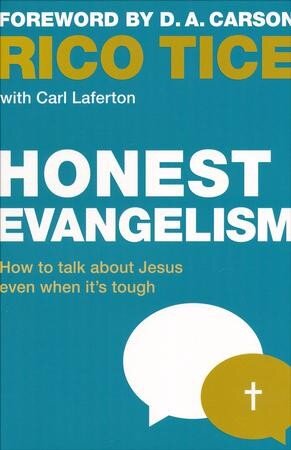 FOREWORD BY D. A. CARSON
RICO TICE
with Carl Laferton
HONEST
EVANGELISM
How to talk about Jesus
even when it's tough